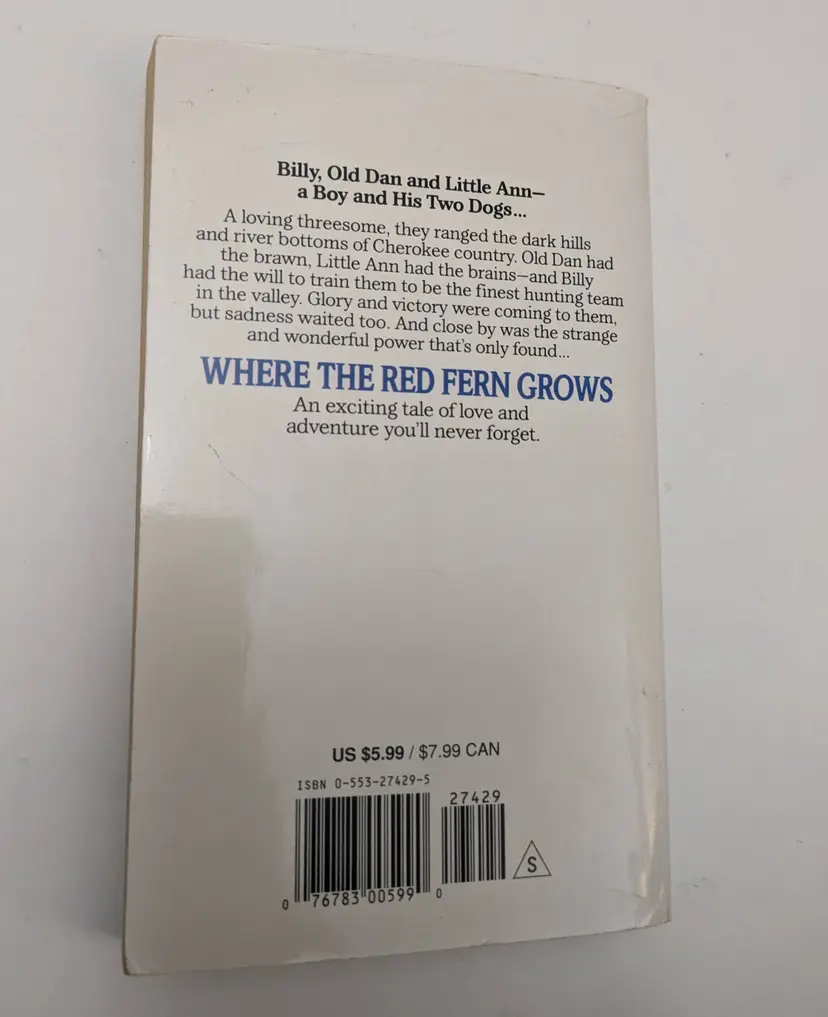 Billy, Old Dan and Little Ann—
a Boy and His Two Dogs...
A loving threesome, they ranged the dark hills
and river bottoms of Cherokee country. Old Dan had
the brawn, Little Ann had the brains—and Billy
had the will to train them to be the finest hunting team
in the valley. Glory and victory were coming to them,
but sadness waited too. And close by was the strange
and wonderful power that's only found...
WHERE THE RED FERN GROWS
An exciting tale of love and
adventure you'll never forget.
US $5.99 / $7.99 CAN
ISBN 0-553-27429-5
27429
0 76783 00599 0
S